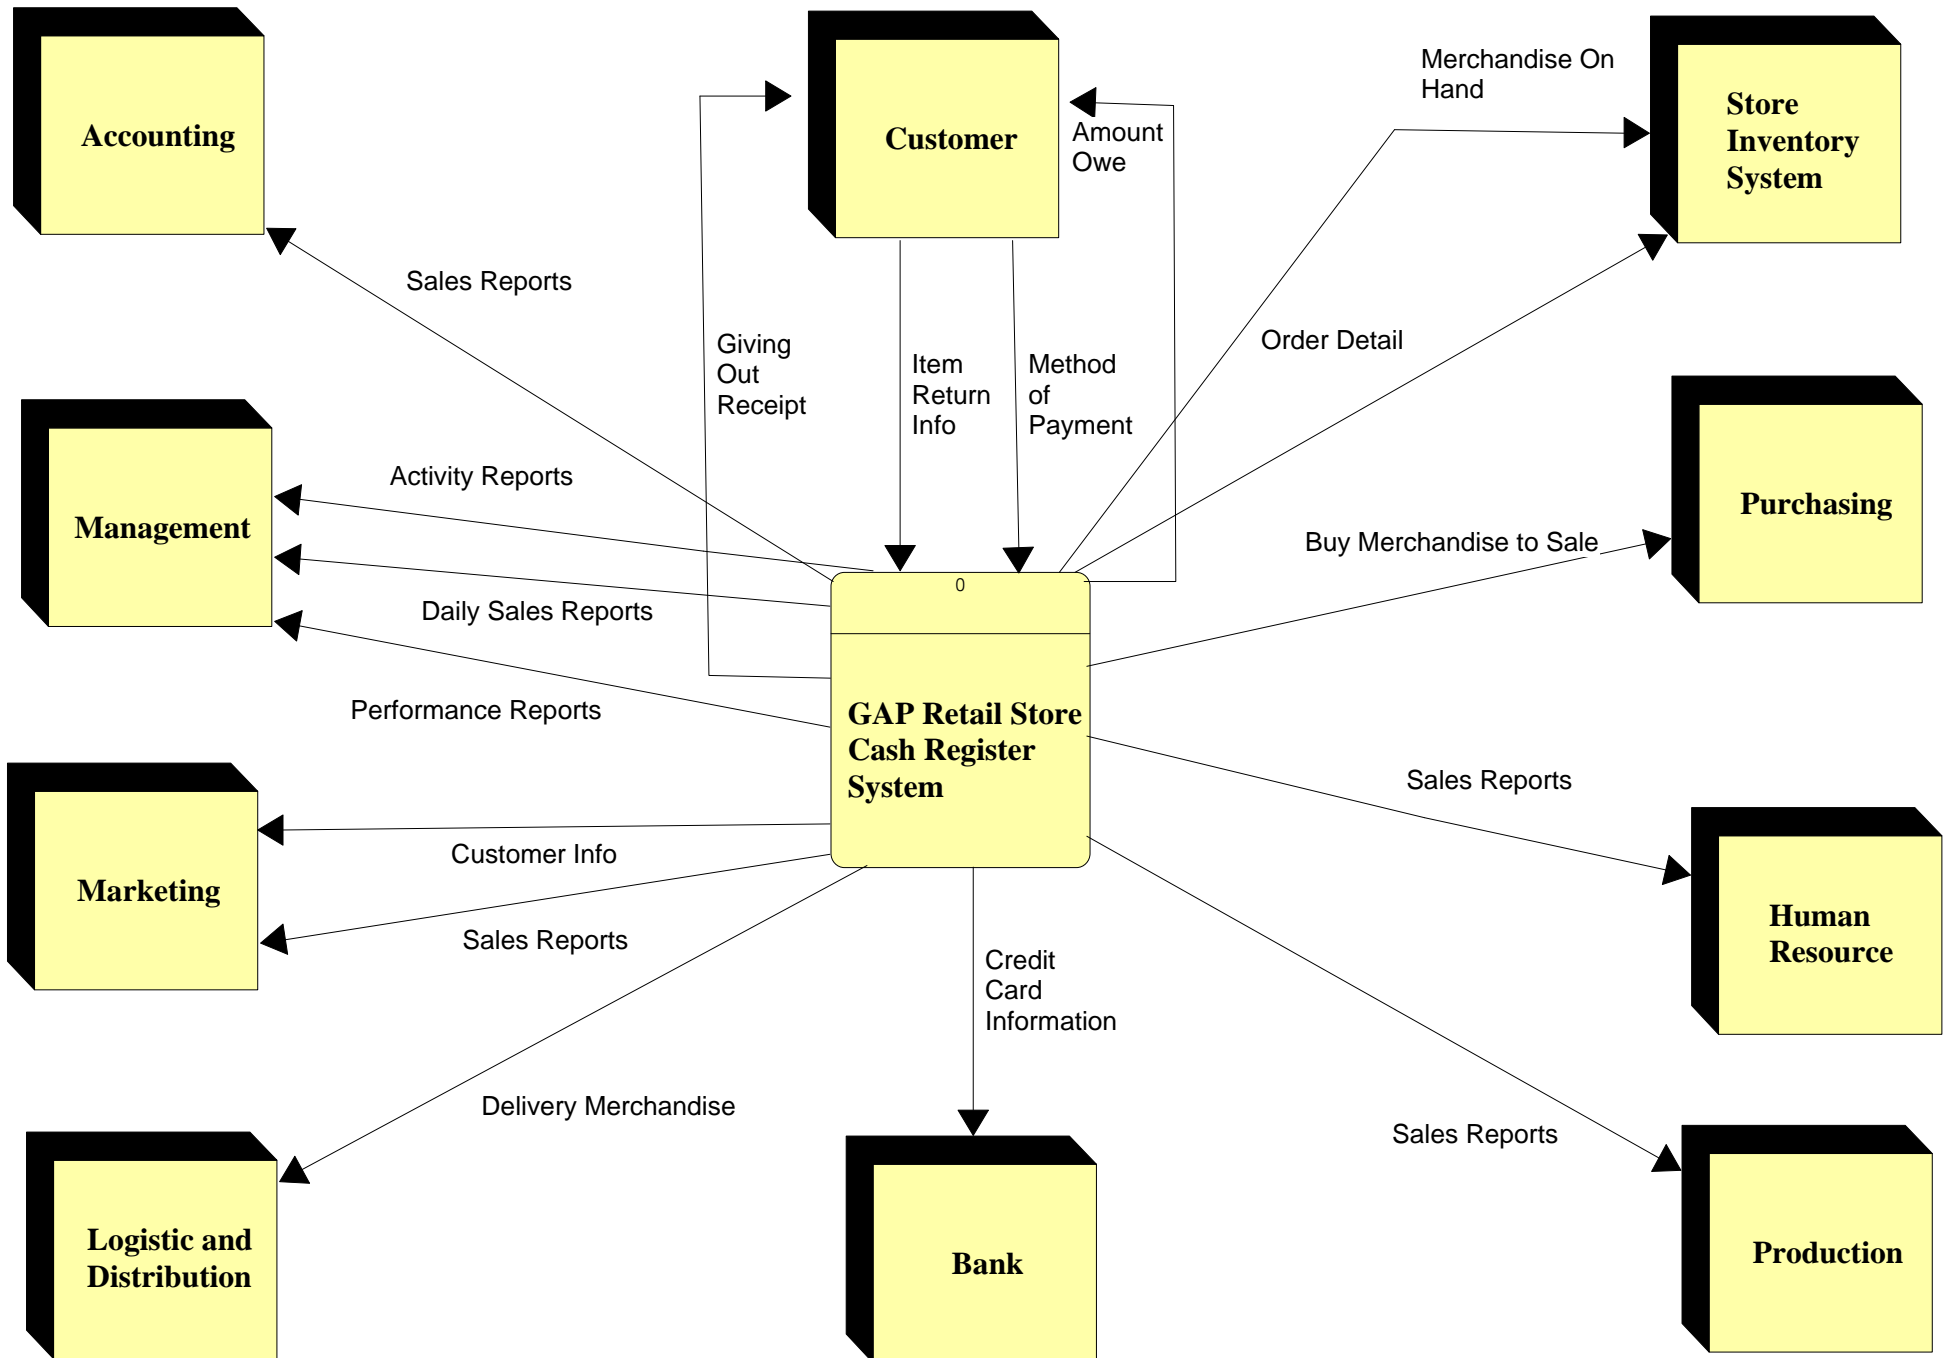 Accounting
Customer
Merchandise On
Hand
Store
Inventory
System
Amount
Owe
Sales Reports
Giving
Out
Receipt
Item
Return
Info
Method
of
Payment
Order Detail
Management
Activity Reports
Daily Sales Reports
Performance Reports
Purchasing
Buy Merchandise to Sale
0
GAP Retail Store
Cash Register
System
Marketing
Customer Info
Sales Reports
Sales Reports
Human
Resource
Credit
Card
Information
Delivery Merchandise
Sales Reports
Logistic and
Distribution
Bank
Production